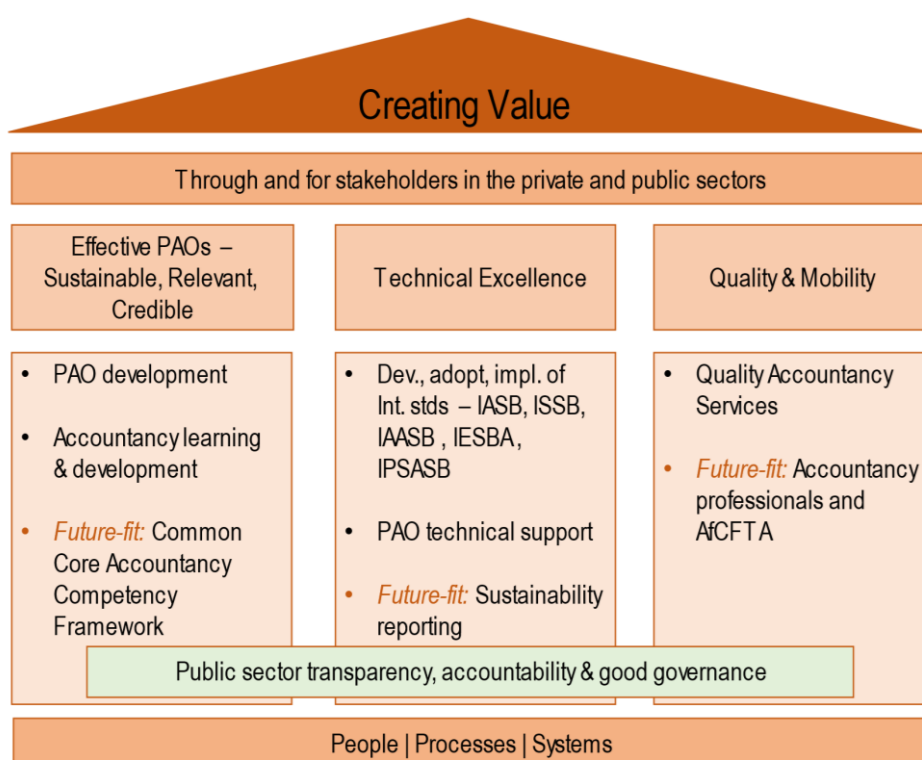 Creating Value
Through and for stakeholders in the private and public sectors
Effective PAOs –
Sustainable, Relevant,
Credible
Technical Excellence
Quality & Mobility
• PAO development
• Accountancy learning
& development
• Future-fit: Common
Core Accountancy
Competency
Framework
• Dev., adopt, impl. of
Int. stds – IASB, ISSB,
IAASB , IESBA ,
IPSASB
• PAO technical support
• Future-fit: Sustainability
reporting
• Quality Accountancy
Services
• Future-fit: Accountancy
professionals and
AfCFTA
Public sector transparency, accountability & good governance
People | Processes | Systems